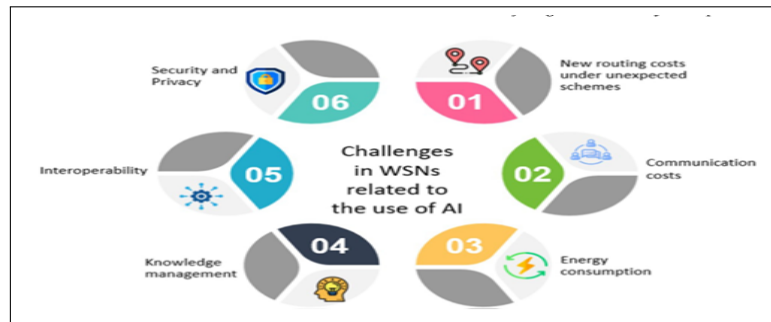 Security and
Privacy
06
01
New routing costs
under unexpected
schemes
Interoperability
05
Challenges
in WSNs
related to
the use of AI
02
Communication
costs
Knowledge
management
04
03
Energy
consumption